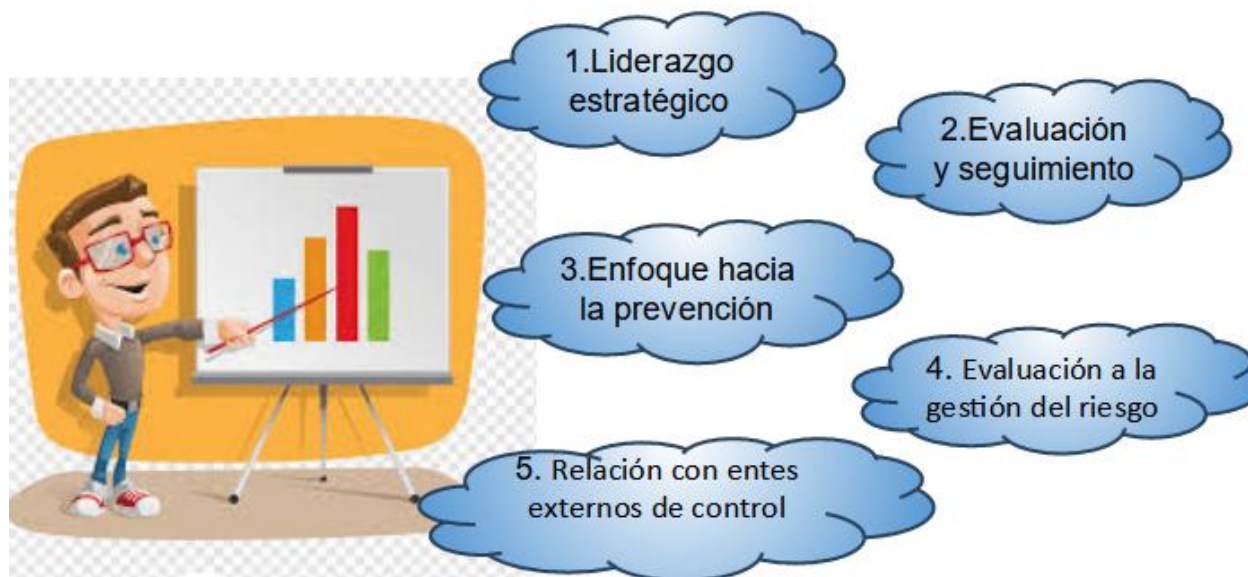 1.Liderazgo
estratégico
2.Evaluación
y seguimiento
3.Enfoque hacia
la prevención
4. Evaluación a la
gestión del riesgo
5. Relación con entes
externos de control